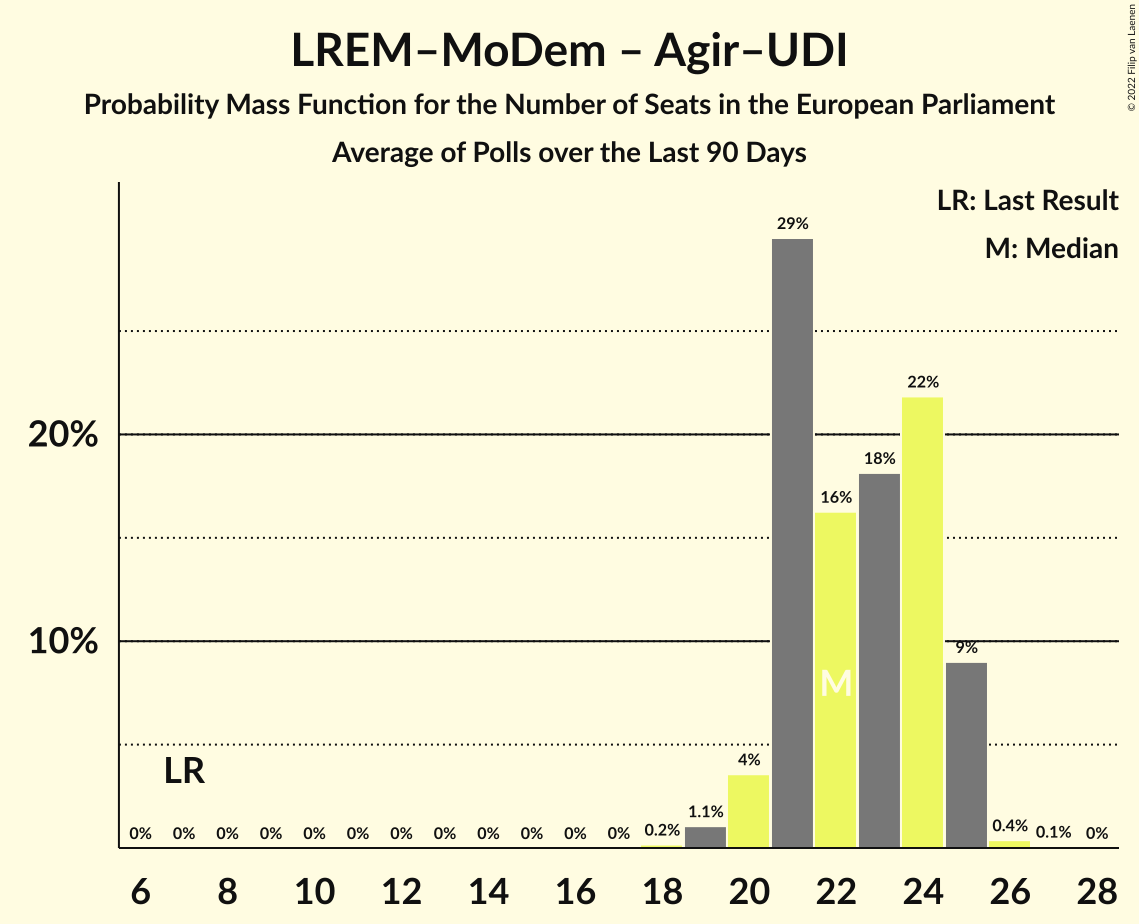 LREM–MoDem – Agir–UDI
Probability Mass Function for the Number of Seats in the European Parliament
Average of Polls over the Last 90 Days
© 2022 Filip van Laenen
LR: Last Result
M: Median
29%
22%
20%
18%
16%
10%
9%
M
LR
4%
1.1%
0% 0% 0% 0% 0% 0% 0% 0% 0% 0% 0% 0% 0.2% 0.4% 0.1% 0%
6 8 10 12 14 16 18 20 22 24 26 28